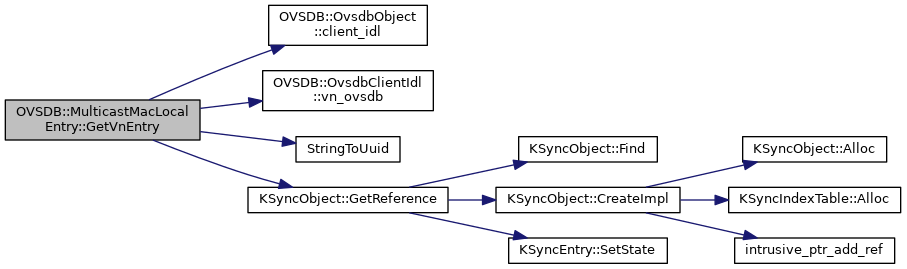 OVSDB::OvsdbObject
::client_idl
OVSDB::OvsdbClientIdl
::vn_ovsdb
OVSDB::MulticastMacLocal
Entry::GetVnEntry
StringToUuid
KSyncObject::Find
KSyncObject::Alloc
KSyncObject::GetReference
KSyncObject::CreateImpl
KSyncIndexTable::Alloc
KSyncEntry::SetState
intrusive_ptr_add_ref